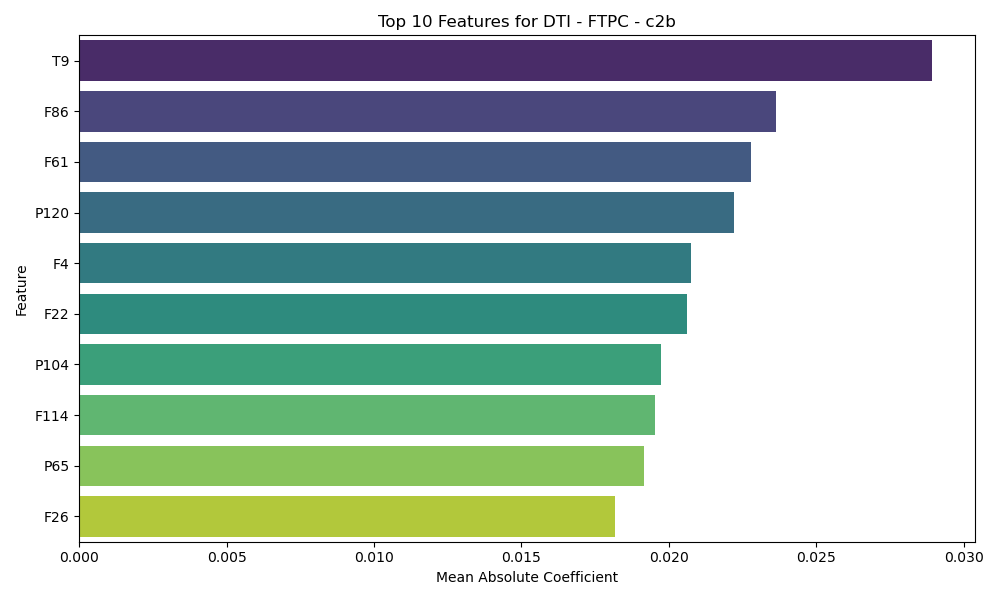 Top 10 Features for DTI - FTPC - c2b
T9
F86
F61
P120
F4
F22
P104
F114
P65
F26
Feature
0.000 0.005 0.010 0.015 0.020 0.025 0.030
Mean Absolute Coefficient